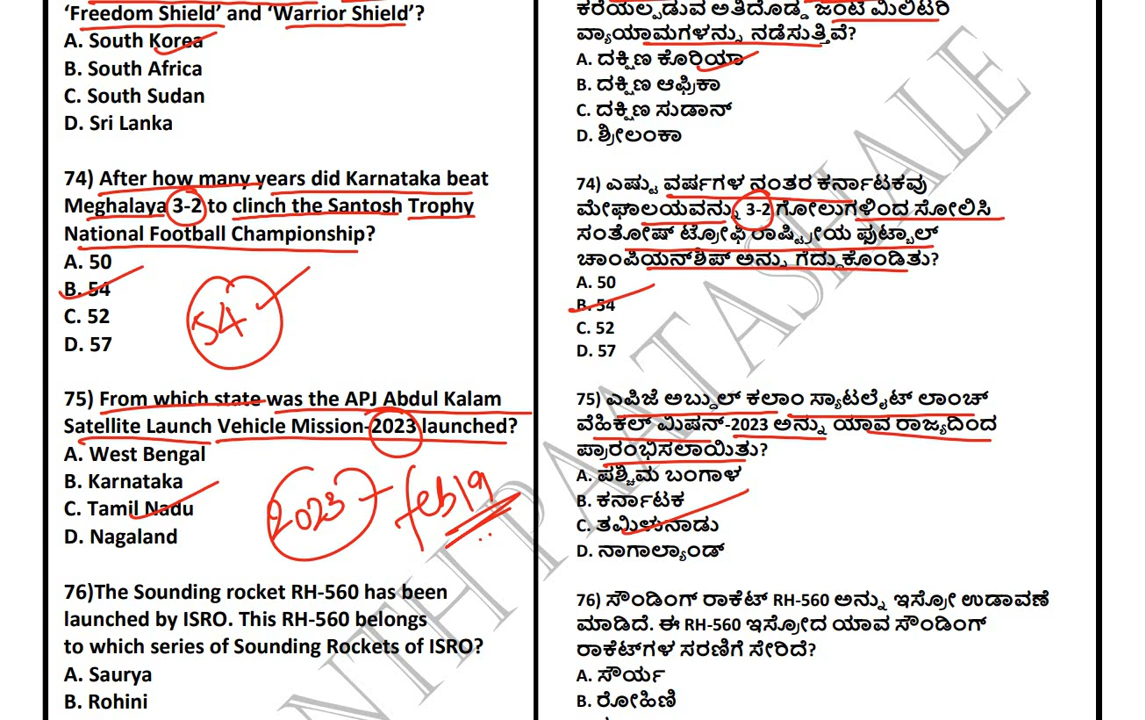 'Freedom Shield' and 'Warrior Shield'?
A. South Korea
B. South Africa
C. South Sudan
D. Sri Lanka
74) After how many years did Karnataka beat
Meghalaya 3-2 to clinch the Santosh Trophy
National Football Championship?
A. 50
B. 54
C. 52
D. 57
54
75) From which state was the APJ Abdul Kalam
Satellite Launch Vehicle Mission-2023 launched?
A. West Bengal
B. Karnataka
C. Tamil Nadu
D. Nagaland
2023 - feb 19
76)The Sounding rocket RH-560 has been
launched by ISRO. This RH-560 belongs
to which series of Sounding Rockets of ISRO?
A. Saurya
B. Rohini
ಕರೆಯಲ್ಪಡುವ ಅತಿದೊಡ್ಡ ಜಂಟಿ ಮಿಲಿಟರಿ
ವ್ಯಾಯಾಮಗಳನ್ನು ನಡೆಸುತ್ತಿವೆ?
A. ದಕ್ಷಿಣ ಕೊರಿಯಾ
B. ದಕ್ಷಿಣ ಆಫ್ರಿಕಾ
C. ದಕ್ಷಿಣ ಸುಡಾನ್
D. ಶ್ರೀಲಂಕಾ
74) ಎಷ್ಟು ವರ್ಷಗಳ ನಂತರ ಕರ್ನಾಟಕವು
ಮೇಘಾಲಯವನ್ನು 3-2 ಗೋಲುಗಳಿಂದ ಸೋಲಿಸಿ
ಸಂತೋಷ್ ಟ್ರೋಫಿ ರಾಷ್ಟ್ರೀಯ ಫುಟ್ಬಾಲ್
ಚಾಂಪಿಯನ್‌ಶಿಪ್ ಅನ್ನು ಗೆದ್ದುಕೊಂಡಿತು?
A. 50
B. 54
C. 52
D. 57
75) ಎಪಿಜೆ ಅಬ್ದುಲ್ ಕಲಾಂ ಸ್ಯಾಟಲೈಟ್ ಲಾಂಚ್
ವೆಹಿಕಲ್ ಮಿಷನ್-2023 ಅನ್ನು ಯಾವ ರಾಜ್ಯದಿಂದ
ಪ್ರಾರಂಭಿಸಲಾಯಿತು?
A. ಪಶ್ಚಿಮ ಬಂಗಾಳ
B. ಕರ್ನಾಟಕ
C. ತಮಿಳುನಾಡು
D. ನಾಗಾಲ್ಯಾಂಡ್
76) ಸೌಂಡಿಂಗ್ ರಾಕೆಟ್ RH-560 ಅನ್ನು ಇಸ್ರೋ ಉಡಾವಣೆ
ಮಾಡಿದೆ. ಈ RH-560 ಇಸ್ರೋದ ಯಾವ ಸೌಂಡಿಂಗ್
ರಾಕೆಟ್‌ಗಳ ಸರಣಿಗೆ ಸೇರಿದೆ?
A. ಸೌರ್ಯ
B. ರೋಹಿಣಿ
NTH PAATASHALE